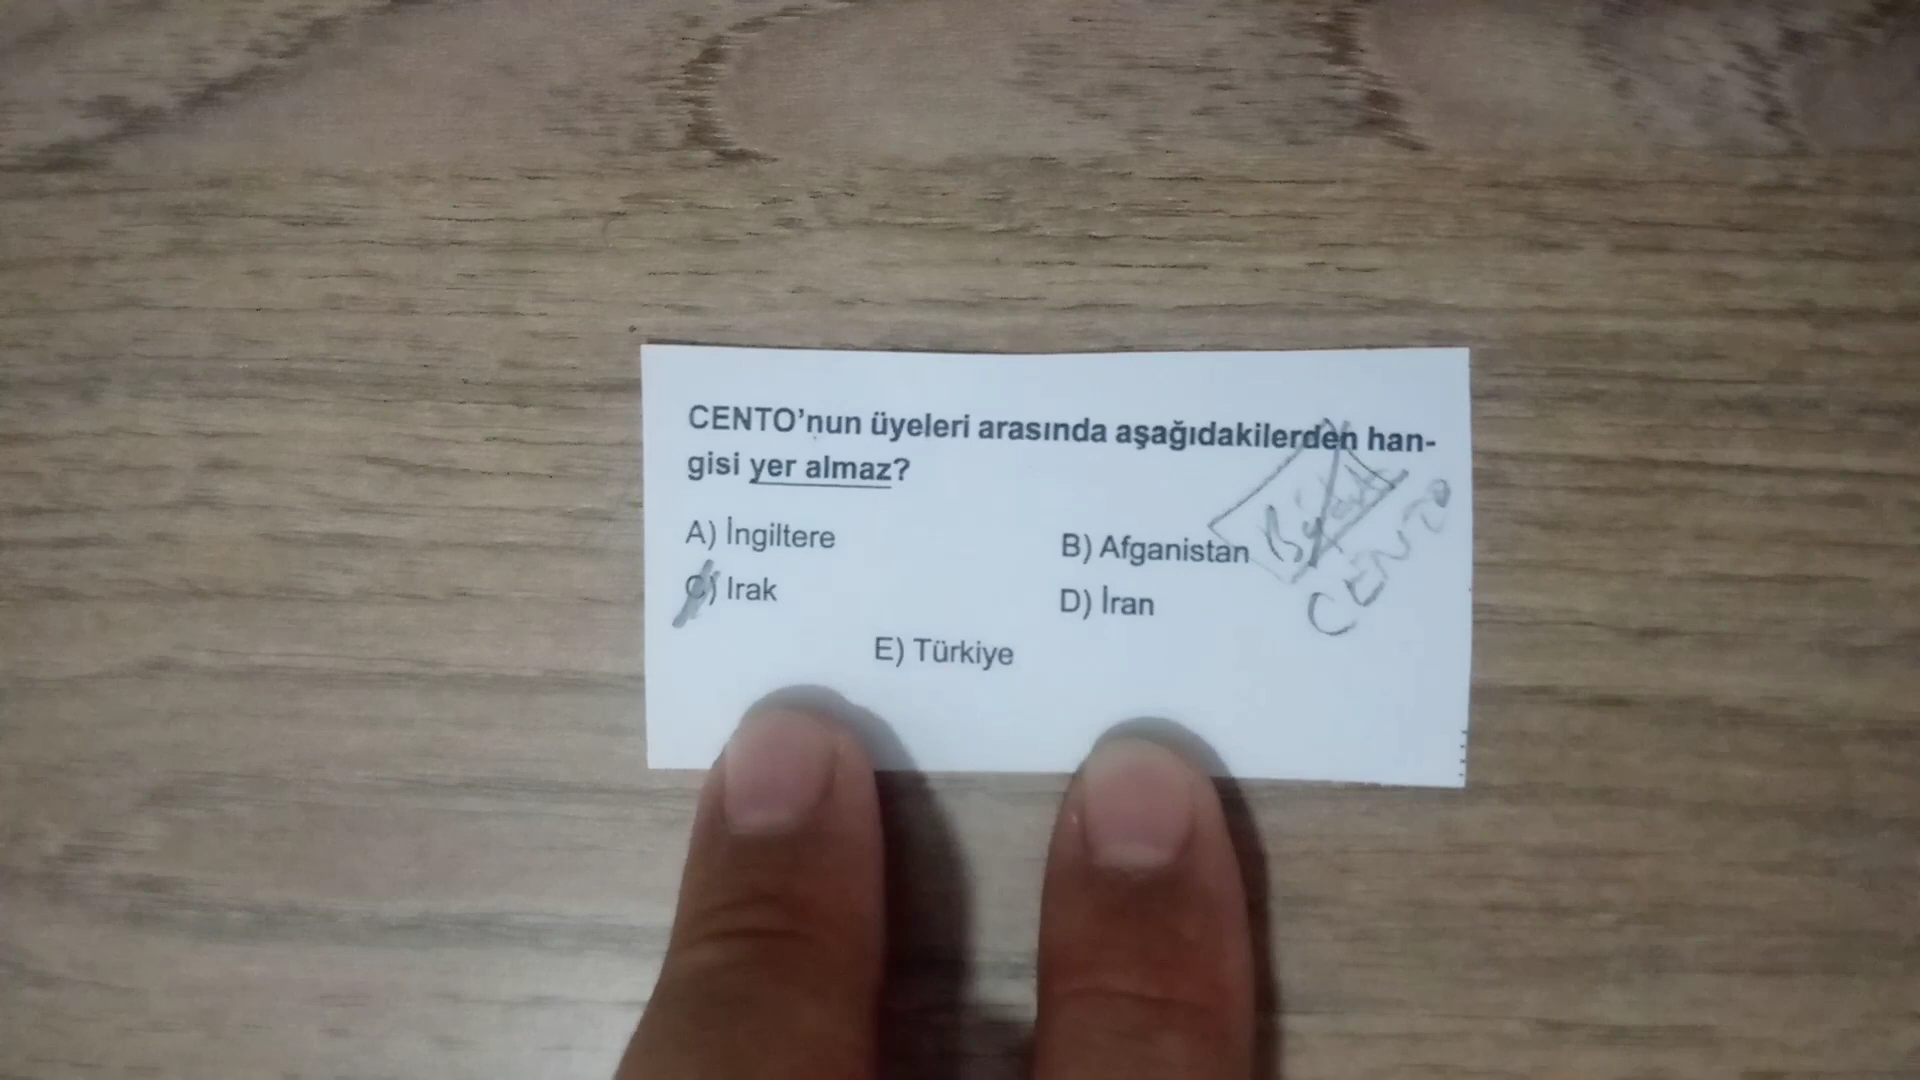 CENTO'nun üyeleri arasında aşağıdakilerden han-
gisi yer almaz?
A) İngiltere
B) Afganistan
C) Irak
D) İran
E) Türkiye
CENTO